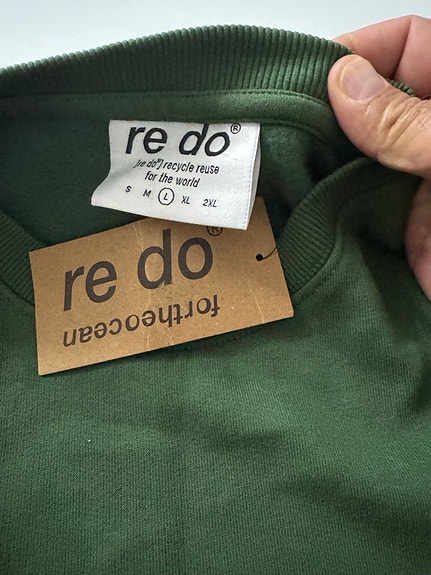 re do®
[re do"] recycle reuse
for the world
S M L XL 2XL
re do®
fortheocean